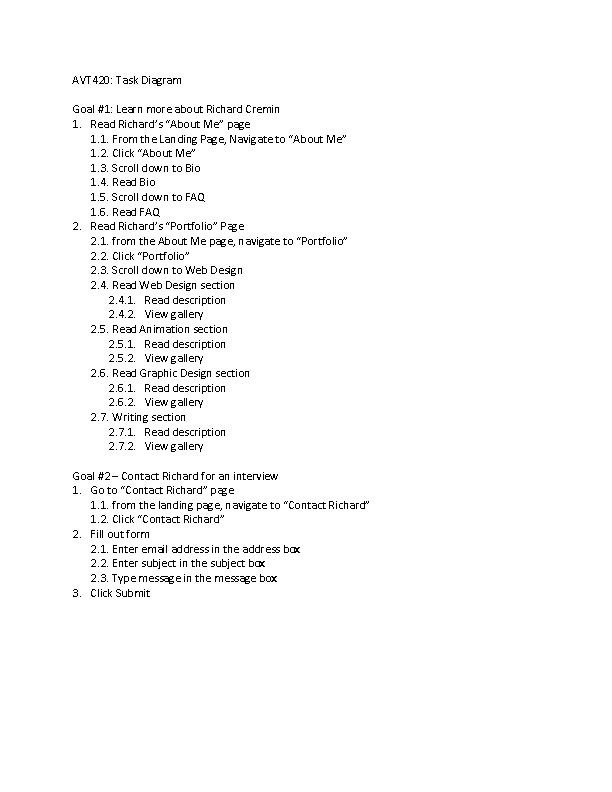 AVT420: Task Diagram
Goal #1: Learn more about Richard Cremin
1. Read Richard’s “About Me” page
1.1. From the Landing Page, Navigate to “About Me”
1.2. Click “About Me”
1.3. Scroll down to Bio
1.4. Read Bio
1.5. Scroll down to FAQ
1.6. Read FAQ
2. Read Richard’s “Portfolio” Page
2.1. from the About Me page, navigate to “Portfolio”
2.2. Click “Portfolio”
2.3. Scroll down to Web Design
2.4. Read Web Design section
2.4.1. Read description
2.4.2. View gallery
2.5. Read Animation section
2.5.1. Read description
2.5.2. View gallery
2.6. Read Graphic Design section
2.6.1. Read description
2.6.2. View gallery
2.7. Writing section
2.7.1. Read description
2.7.2. View gallery
Goal #2 – Contact Richard for an interview
1. Go to “Contact Richard” page
1.1. from the landing page, navigate to “Contact Richard”
1.2. Click “Contact Richard”
2. Fill out form
2.1. Enter email address in the address box
2.2. Enter subject in the subject box
2.3. Type message in the message box
3. Click Submit